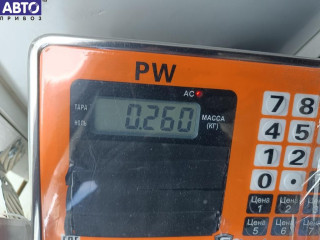 АВТО
ПРИВОЗ
PW
AC
ТАРА
НОЛЬ
0.260
МАССА
(КГ)
7 8
4 5
1 2
0 .
Цена 1
Цена 2
Цена 5